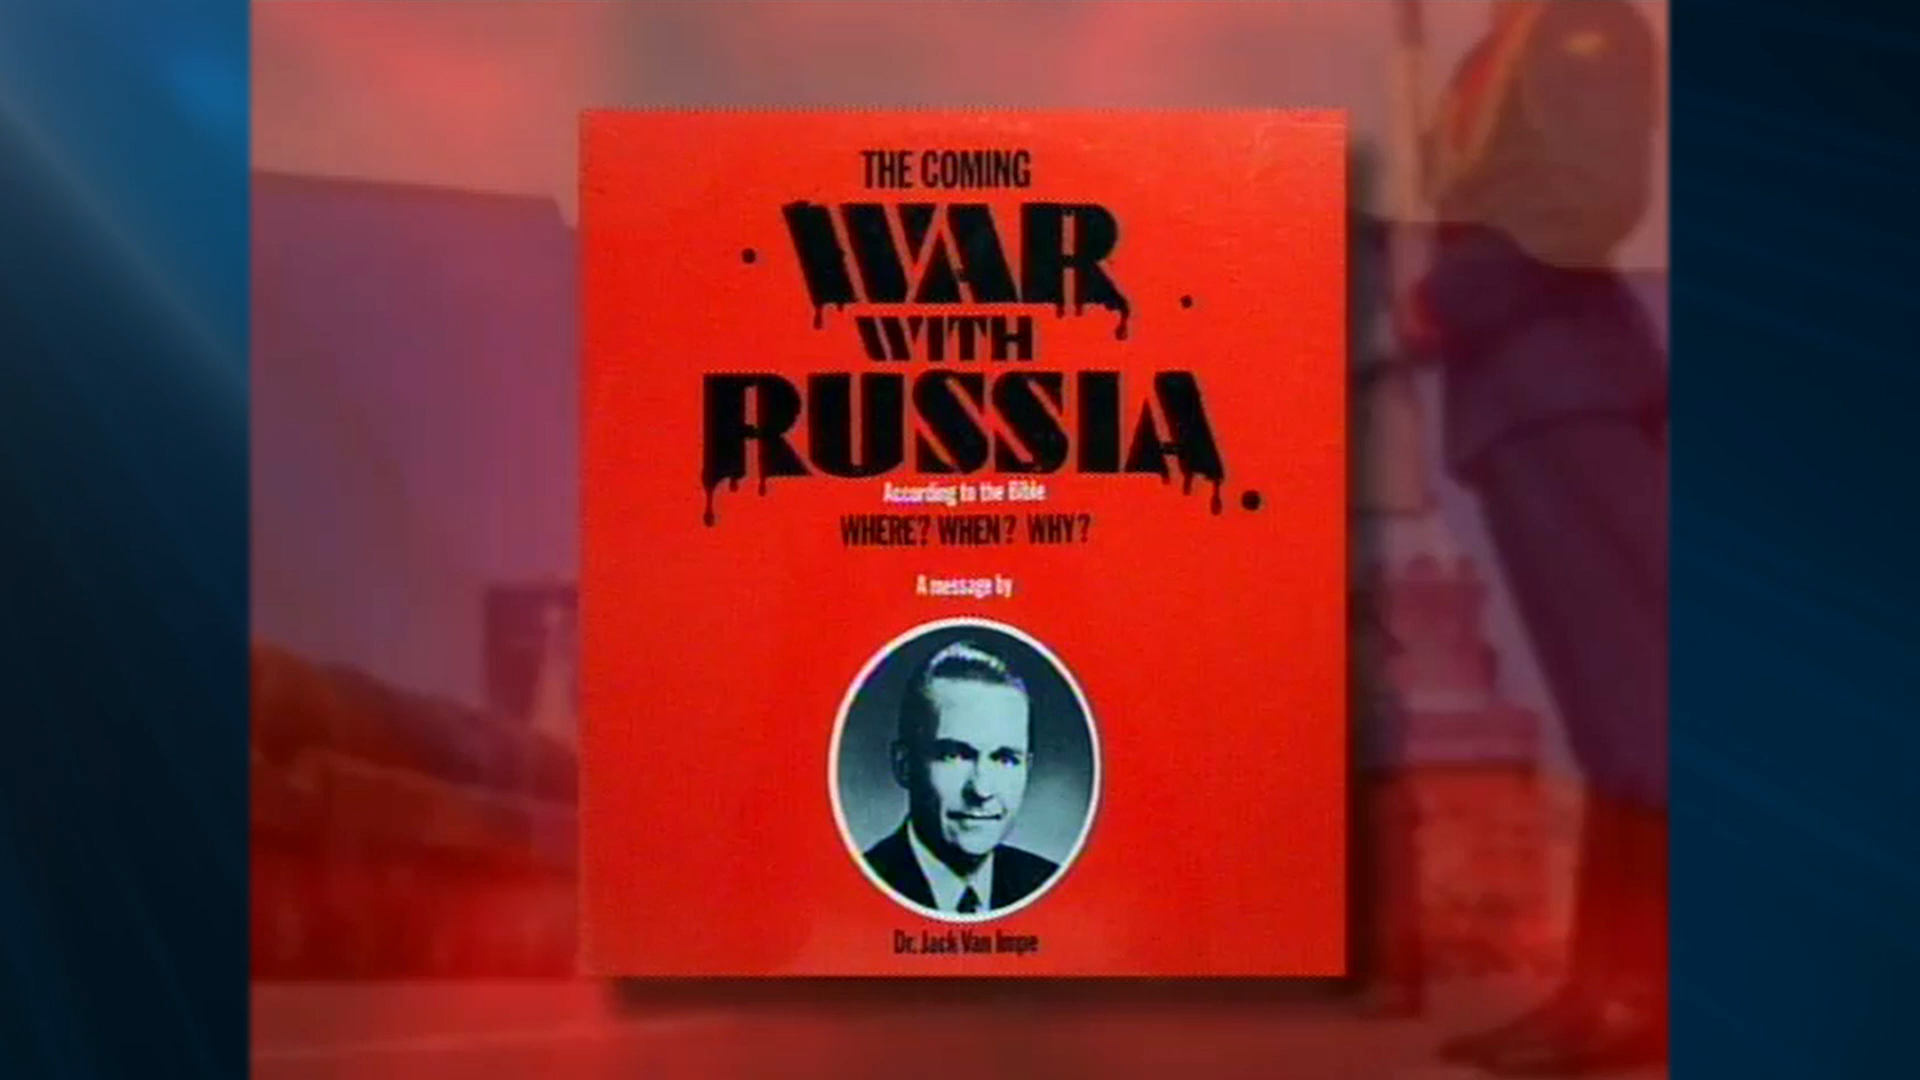 THE COMING
WAR
WITH
RUSSIA
According to the Bible
WHERE? WHEN? WHY?
A message by
Dr. Jack Van Impe